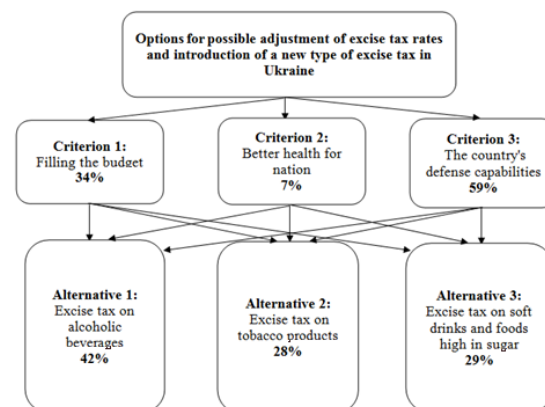 Options for possible adjustment of excise tax rates
and introduction of a new type of excise tax in
Ukraine
Criterion 1:
Filling the budget
34%
Criterion 2:
Better health for
nation
7%
Criterion 3:
The country's
defense capabilities
59%
Alternative 1:
Excise tax on
alcoholic
beverages
42%
Alternative 2:
Excise tax on
tobacco products
28%
Alternative 3:
Excise tax on soft
drinks and foods
high in sugar
29%